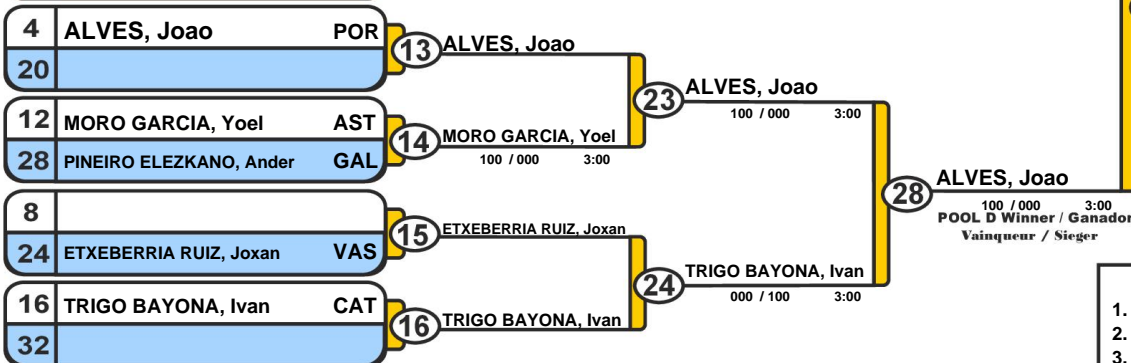 4 ALVES, Joao POR
20
13 ALVES, Joao
12 MORO GARCIA, Yoel AST
28 PINEIRO ELEZKANO, Ander GAL
14 MORO GARCIA, Yoel
100 / 000 3:00
23 ALVES, Joao
100 / 000 3:00
8
24 ETXEBERRIA RUIZ, Joxan VAS
15 ETXEBERRIA RUIZ, Joxan
16 TRIGO BAYONA, Ivan CAT
32
16 TRIGO BAYONA, Ivan
24 TRIGO BAYONA, Ivan
000 / 100 3:00
28 ALVES, Joao
100 / 000 3:00
POOL D Winner / Ganador
Vainqueur / Sieger
1.
2.
3.